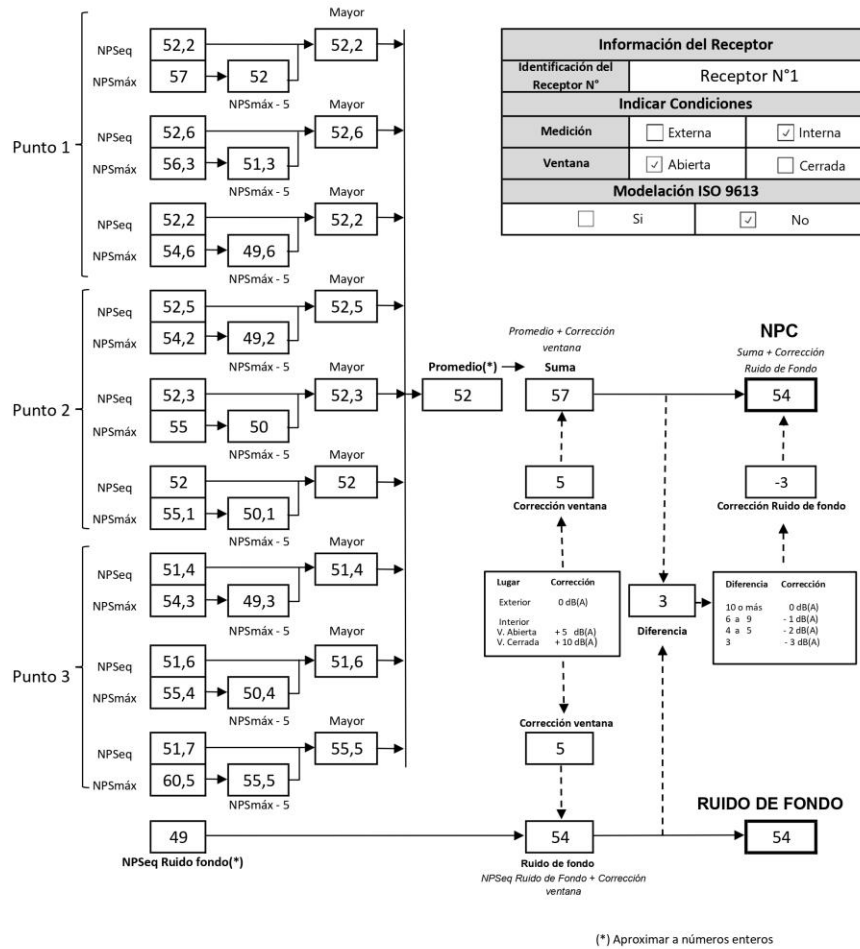 Mayor
NPSeq 52,2 52,2
NPSmáx 57 52
NPSmáx - 5
Mayor
Punto 1
NPSeq 52,6 52,6
NPSmáx 56,3 51,3
NPSmáx - 5
Mayor
NPSeq 52,2 52,2
NPSmáx 54,6 49,6
NPSmáx - 5
Mayor
NPSeq 52,5 52,5
NPSmáx 54,2 49,2
NPSmáx - 5
Mayor
Punto 2
NPSeq 52,3 52,3
NPSmáx 55 50
NPSmáx - 5
Mayor
NPSeq 52 52
NPSmáx 55,1 50,1
NPSmáx - 5
Mayor
NPSeq 51,4 51,4
NPSmáx 54,3 49,3
NPSmáx - 5
Mayor
Punto 3
NPSeq 51,6 51,6
NPSmáx 55,4 50,4
NPSmáx - 5
Mayor
NPSeq 51,7 55,5
NPSmáx 60,5 55,5
NPSmáx - 5
49
NPSeq Ruido fondo(*)
Información del Receptor
Identificación del
Receptor N°
Receptor N°1
Indicar Condiciones
Medición Externa Interna
Ventana Abierta Cerrada
Modelación ISO 9613
Si No
Promedio(*)
52
Promedio + Corrección
ventana
Suma
57
NPC
Suma + Corrección
Ruido de Fondo
54
5
Corrección ventana
-3
Corrección Ruido de fondo
Lugar Corrección
Exterior 0 dB(A)
Interior
V. Abierta + 5 dB(A)
V. Cerrada + 10 dB(A)
3
Diferencia
Diferencia Corrección
10 o más 0 dB(A)
6 a 9 - 1 dB(A)
4 a 5 - 2 dB(A)
3 - 3 dB(A)
Corrección ventana
5
54
Ruido de fondo
NPSeq Ruido de Fondo + Corrección
ventana
RUIDO DE FONDO
54
(*) Aproximar a números enteros